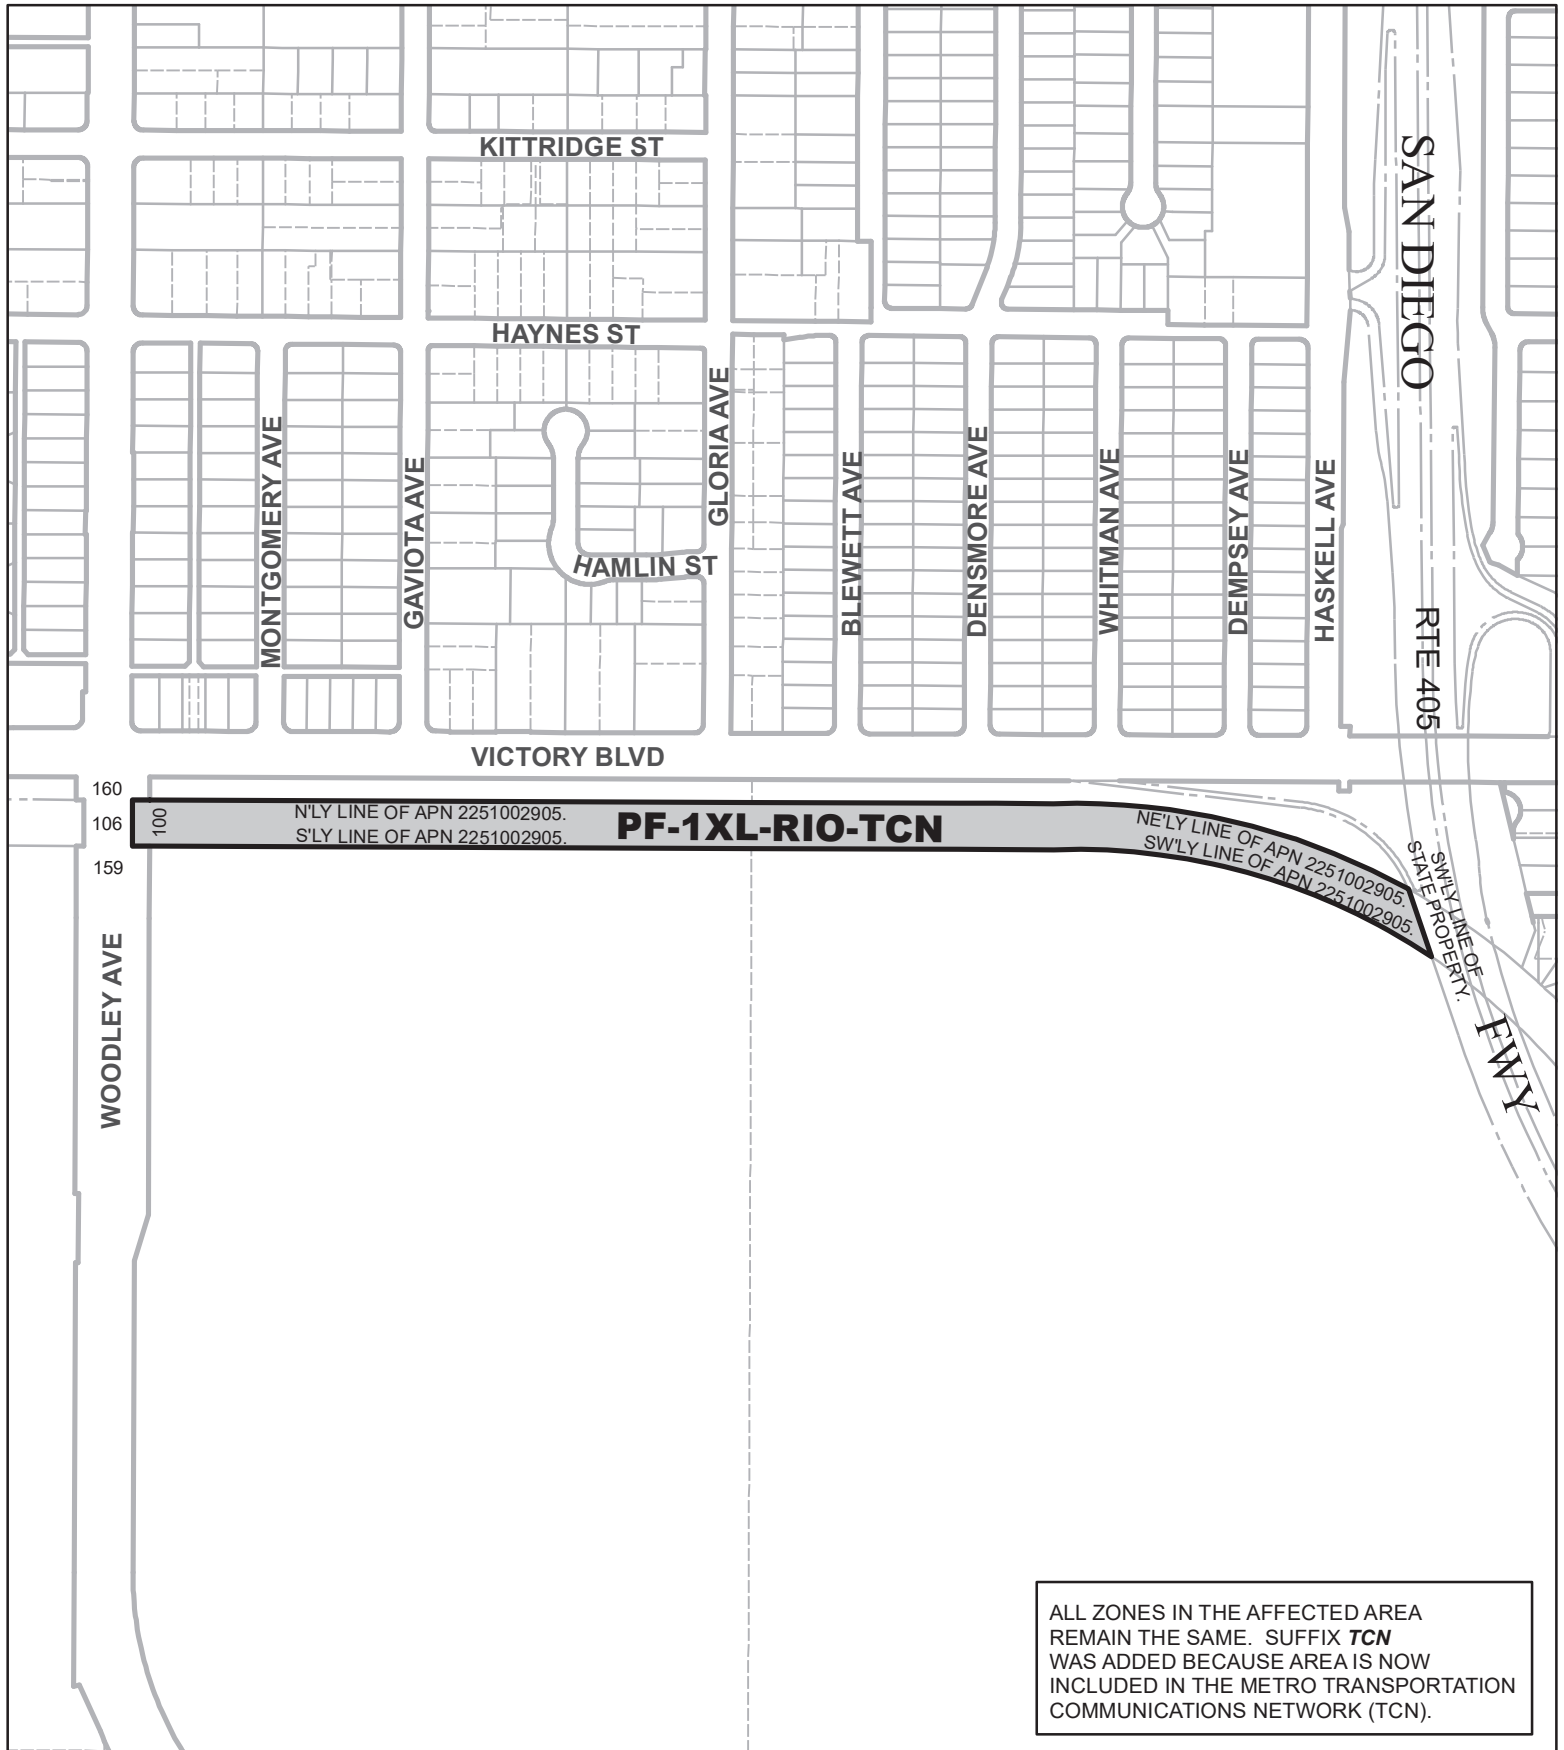 KITTRIDGE ST
SAN DIEGO
HAYNES ST
MONTGOMERY AVE
GAVIOTA AVE
GLORIA AVE
HAMLIN ST
BLEWETT AVE
DENSMORE AVE
WHITMAN AVE
DEMPSEY AVE
HASKELL AVE
RTE 405
VICTORY BLVD
160
106
159
100
N'LY LINE OF APN 2251002905.
S'LY LINE OF APN 2251002905.
PF-1XL-RIO-TCN
NE'LY LINE OF APN 2251002905.
SW'LY LINE OF APN 2251002905.
SW'LY LINE OF
STATE PROPERTY.
WOODLEY AVE
FWY
ALL ZONES IN THE AFFECTED AREA
REMAIN THE SAME. SUFFIX TCN
WAS ADDED BECAUSE AREA IS NOW
INCLUDED IN THE METRO TRANSPORTATION
COMMUNICATIONS NETWORK (TCN).